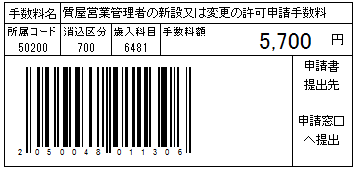 手数料名 質屋営業管理者の新設又は変更の許可申請手数料
所属コード 消込区分 歳入科目 手数料額
50200 700 6481 5,700 円
申請書
提出先
申請窓口
へ提出
2 050048 011306